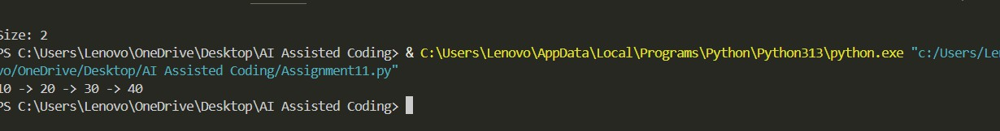 Size: 2
PS C:\Users\Lenovo\OneDrive\Desktop\AI Assisted Coding> & C:\Users\Lenovo\AppData\Local\Programs\Python\Python313\python.exe "c:/Users/Len
vo/OneDrive/Desktop/AI Assisted Coding/Assignment11.py"
10 -> 20 -> 30 -> 40
PS C:\Users\Lenovo\OneDrive\Desktop\AI Assisted Coding>